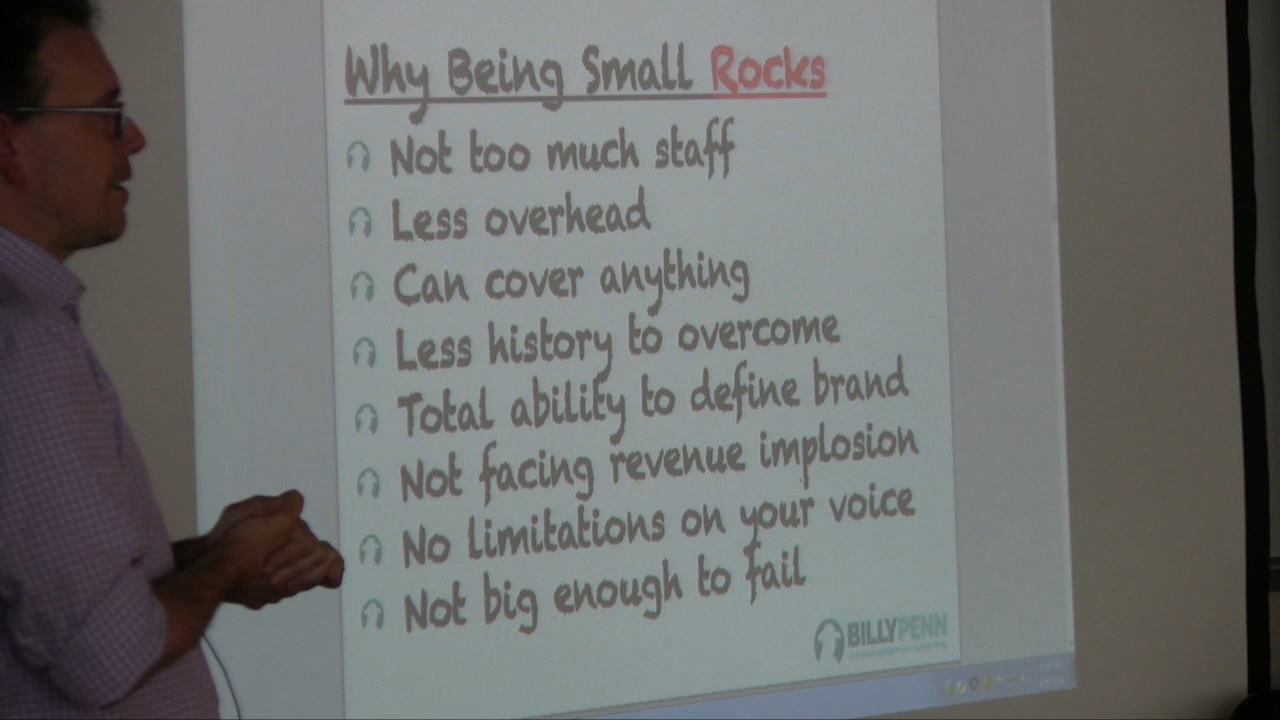 Why Being Small Rocks
Not too much staff
Less overhead
Can cover anything
Less history to overcome
Total ability to define brand
Not facing revenue implosion
No limitations on your voice
Not big enough to fail
BILLYPENN